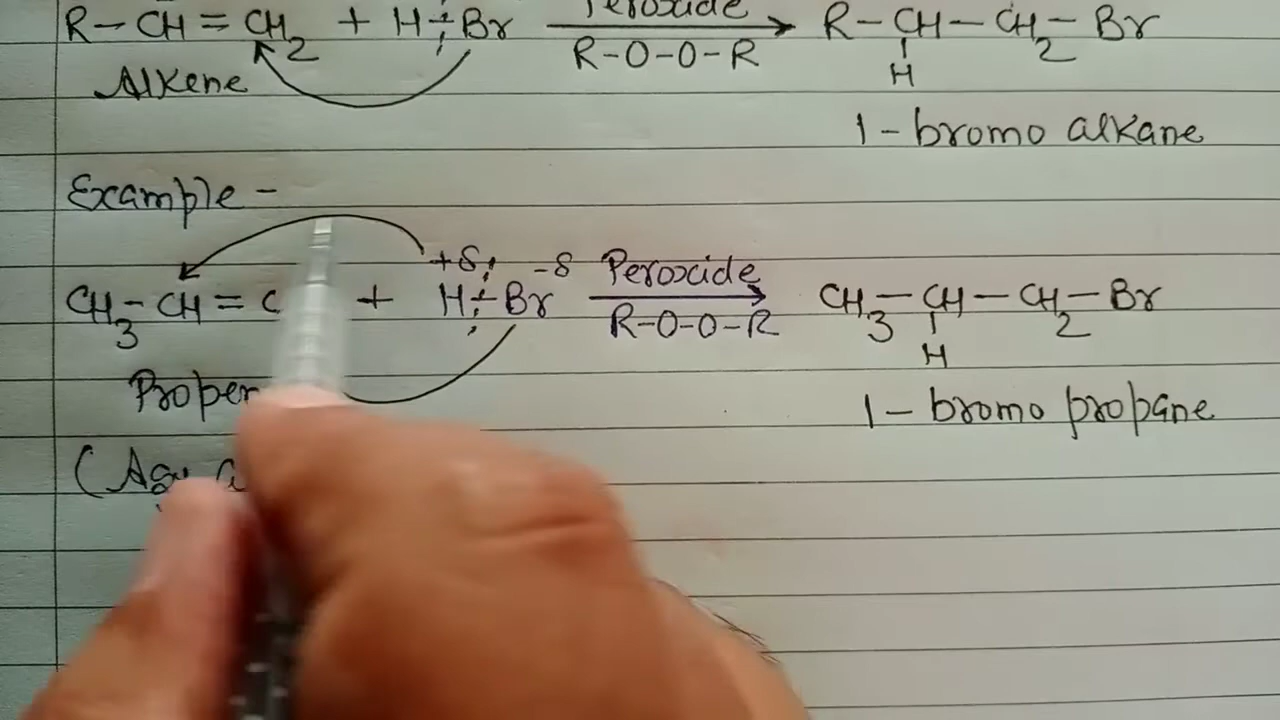 R-CH=CH2 + H-Br Peroxide R-O-O-R R-CH-CH2-Br
H
Alkene
1-bromo alkane
Example -
+δ -δ
CH3-CH=C + H-Br Peroxide R-O-O-R CH3-CH-CH2-Br
H
1-bromo propane